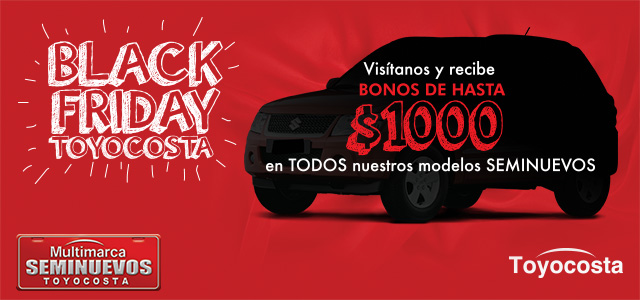 BLACK
FRIDAY
TOYOCOSTA
Visítanos y recibe
BONOS DE HASTA
$1000
en TODOS nuestros modelos SEMINUEVOS
Multimarca
SEMINUEVOS
TOYOCOSTA
Toyocosta